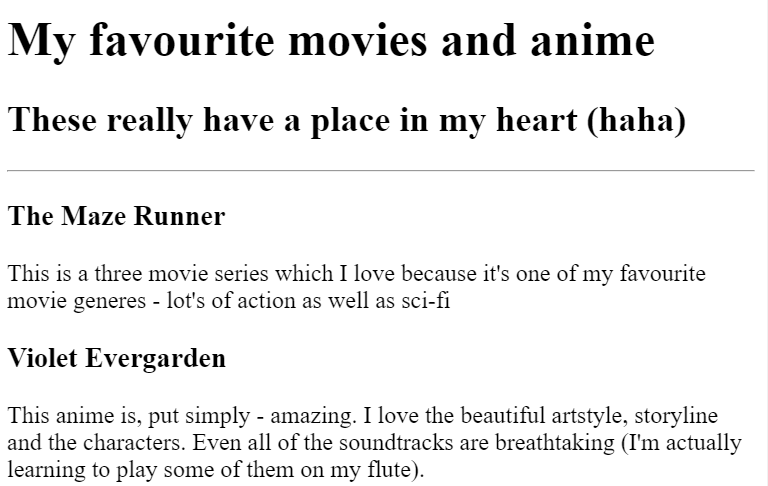 My favourite movies and anime
These really have a place in my heart (haha)
The Maze Runner
This is a three movie series which I love because it's one of my favourite
movie generes - lot's of action as well as sci-fi
Violet Evergarden
This anime is, put simply - amazing. I love the beautiful artstyle, storyline
and the characters. Even all of the soundtracks are breathtaking (I'm actually
learning to play some of them on my flute).